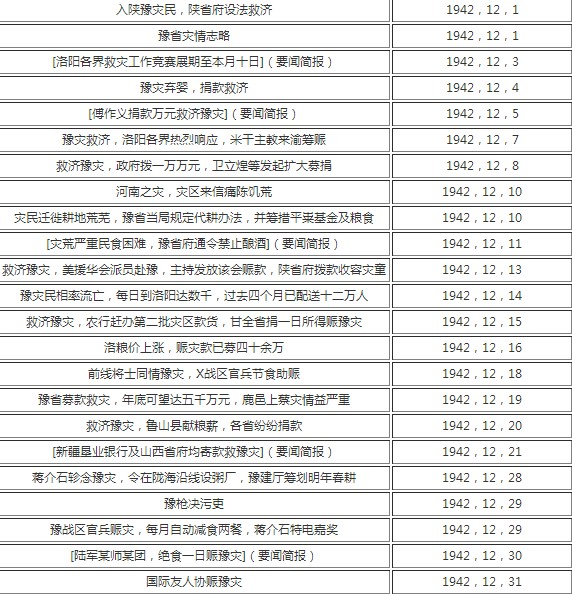 入陕豫灾民，陕省府设法救济 1942，12，1
豫省灾情志略 1942，12，1
[洛阳各界救灾工作竞赛展期至本月十日]（要闻简报） 1942，12，3
豫灾弃婴，捐款救济 1942，12，4
[傅作义捐款万元救济豫灾]（要闻简报） 1942，12，5
豫灾救济，洛阳各界热烈响应，米干主教来渝筹赈 1942，12，7
救济豫灾，政府拨一万万元，卫立煌等发起扩大募捐 1942，12，8
河南之灾，灾区来信痛陈饥荒 1942，12，10
灾民迁徙耕地荒芜，豫省当局规定代耕办法，并筹措平粜基金及粮食 1942，12，10
[灾荒严重民食困难，豫省府通令禁止酿酒]（要闻简报） 1942，12，11
救济豫灾，美援华会派员赴豫，主持发放该会赈款，陕省府拨款收容灾童 1942，12，13
豫灾民相率流亡，每日到洛阳达数千，过去四个月已配送十二万人 1942，12，14
救济豫灾，农行赶办第二批灾区款货，甘全省捐一日所得赈豫灾 1942，12，15
洛粮价上涨，赈灾款已募四十余万 1942，12，16
前线将士同情豫灾，X战区官兵节食助赈 1942，12，18
豫省募款救灾，年底可望达五千万元，鹿邑上蔡灾情益严重 1942，12，19
救济豫灾，鲁山县献粮薪，各省纷纷捐款 1942，12，20
[新疆垦业银行及山西省府均寄款救豫灾]（要闻简报） 1942，12，21
蒋介石轸念豫灾，令在陇海沿线设粥厂，豫建厅筹划明年春耕 1942，12，28
豫枪决污吏 1942，12，29
豫战区官兵赈灾，每月自动减食两餐，蒋介石特电嘉奖 1942，12，29
[陆军某师某团，绝食一日赈豫灾]（要闻简报） 1942，12，30
国际友人协赈豫灾 1942，12，31